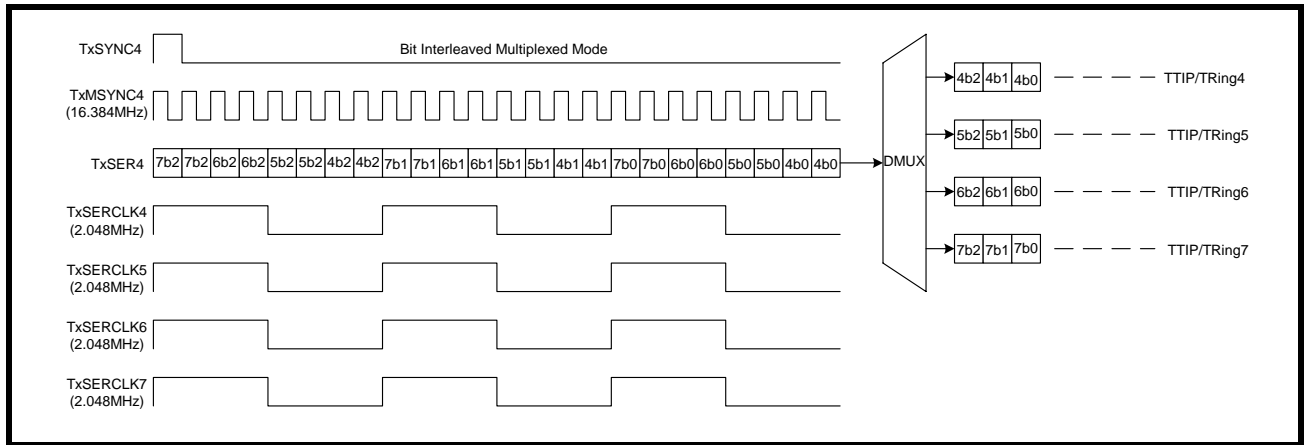 TxSYNC4
Bit Interleaved Multiplexed Mode
TxMSYNC4
(16.384MHz)
TxSER4
7b2 7b2 6b2 6b2 5b2 5b2 4b2 4b2 7b1 7b1 6b1 6b1 5b1 5b1 4b1 4b1 7b0 7b0 6b0 6b0 5b0 5b0 4b0 4b0
TxSERCLK4
(2.048MHz)
TxSERCLK5
(2.048MHz)
TxSERCLK6
(2.048MHz)
TxSERCLK7
(2.048MHz)
DMUX
4b2 4b1 4b0 TTIP/TRing4
5b2 5b1 5b0 TTIP/TRing5
6b2 6b1 6b0 TTIP/TRing6
7b2 7b1 7b0 TTIP/TRing7